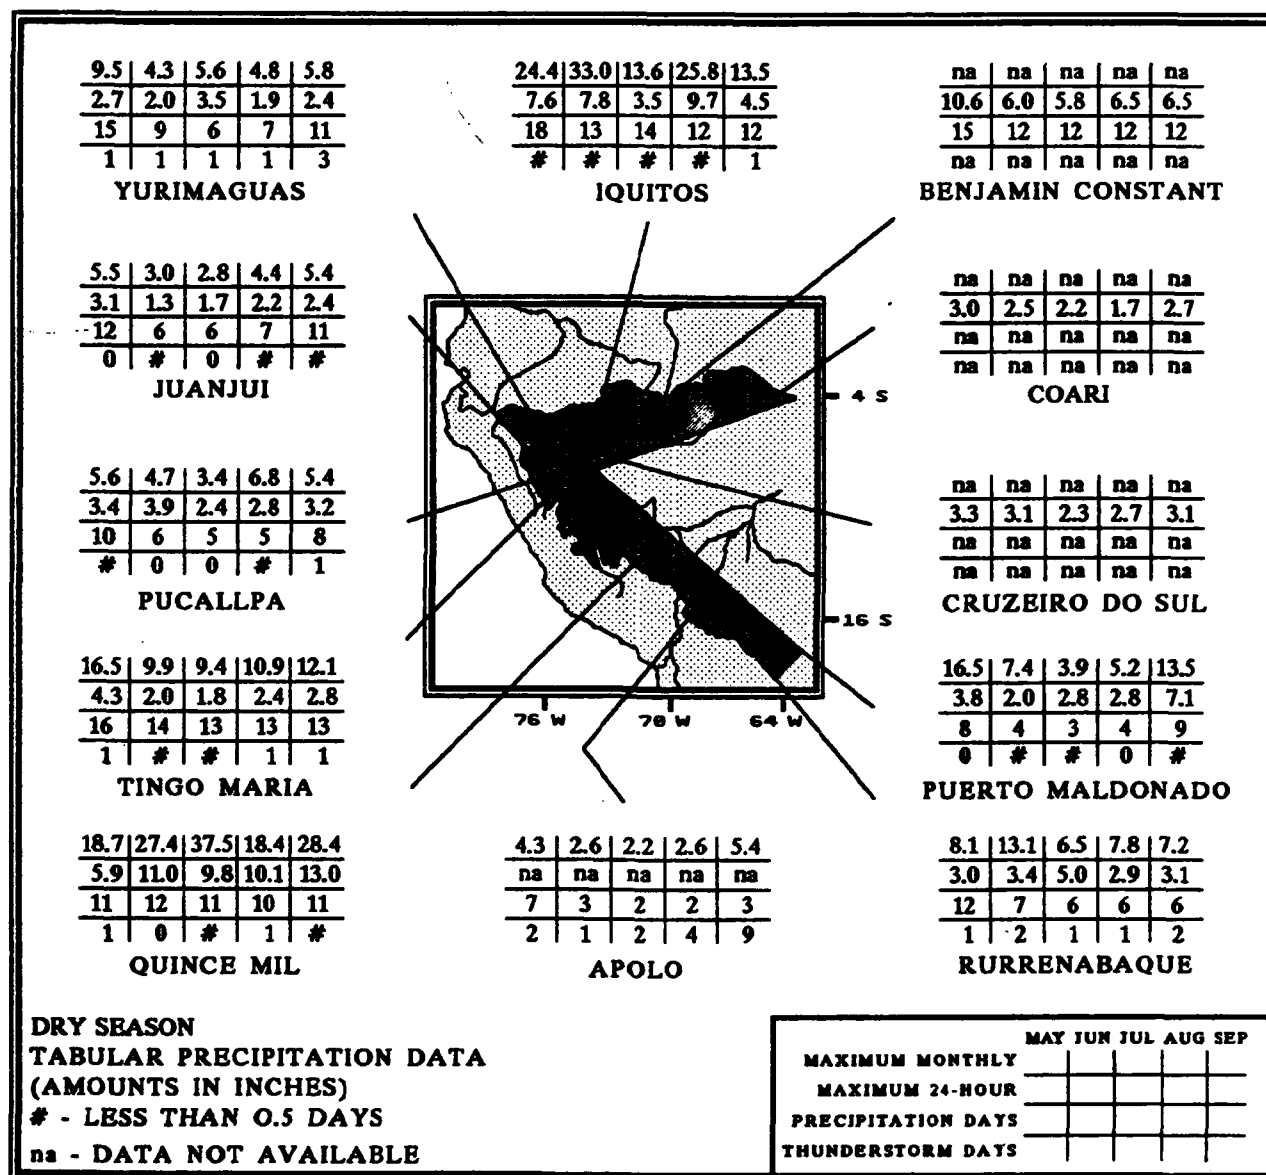 9.5 4.3 5.6 4.8 5.8
2.7 2.0 3.5 1.9 2.4
15 9 6 7 11
1 1 1 1 3
YURIMAGUAS
24.4 33.0 13.6 25.8 13.5
7.6 7.8 3.5 9.7 4.5
18 13 14 12 12
# # # # 1
IQUITOS
na na na na na
10.6 6.0 5.8 6.5 6.5
15 12 12 12 12
na na na na na
BENJAMIN CONSTANT
5.5 3.0 2.8 4.4 5.4
3.1 1.3 1.7 2.2 2.4
12 6 6 7 11
0 # 0 # #
JUANJUI
na na na na na
3.0 2.5 2.2 1.7 2.7
na na na na na
na na na na na
COARI
4 S
5.6 4.7 3.4 6.8 5.4
3.4 3.9 2.4 2.8 3.2
10 6 5 5 8
# 0 0 # 1
PUCALLPA
na na na na na
3.3 3.1 2.3 2.7 3.1
na na na na na
na na na na na
CRUZEIRO DO SUL
16 S
76 W 70 W 64 W
16.5 9.9 9.4 10.9 12.1
4.3 2.0 1.8 2.4 2.8
16 14 13 13 13
1 # # 1 1
TINGO MARIA
16.5 7.4 3.9 5.2 13.5
3.8 2.0 2.8 2.8 7.1
8 4 3 4 9
0 # # 0 #
PUERTO MALDONADO
18.7 27.4 37.5 18.4 28.4
5.9 11.0 9.8 10.1 13.0
11 12 11 10 11
1 0 # 1 #
QUINCE MIL
4.3 2.6 2.2 2.6 5.4
na na na na na
7 3 2 2 3
2 1 2 4 9
APOLO
8.1 13.1 6.5 7.8 7.2
3.0 3.4 5.0 2.9 3.1
12 7 6 6 6
1 2 1 1 2
RURRENABAQUE
DRY SEASON
TABULAR PRECIPITATION DATA
(AMOUNTS IN INCHES)
# - LESS THAN 0.5 DAYS
na - DATA NOT AVAILABLE
MAY JUN JUL AUG SEP
MAXIMUM MONTHLY
MAXIMUM 24-HOUR
PRECIPITATION DAYS
THUNDERSTORM DAYS